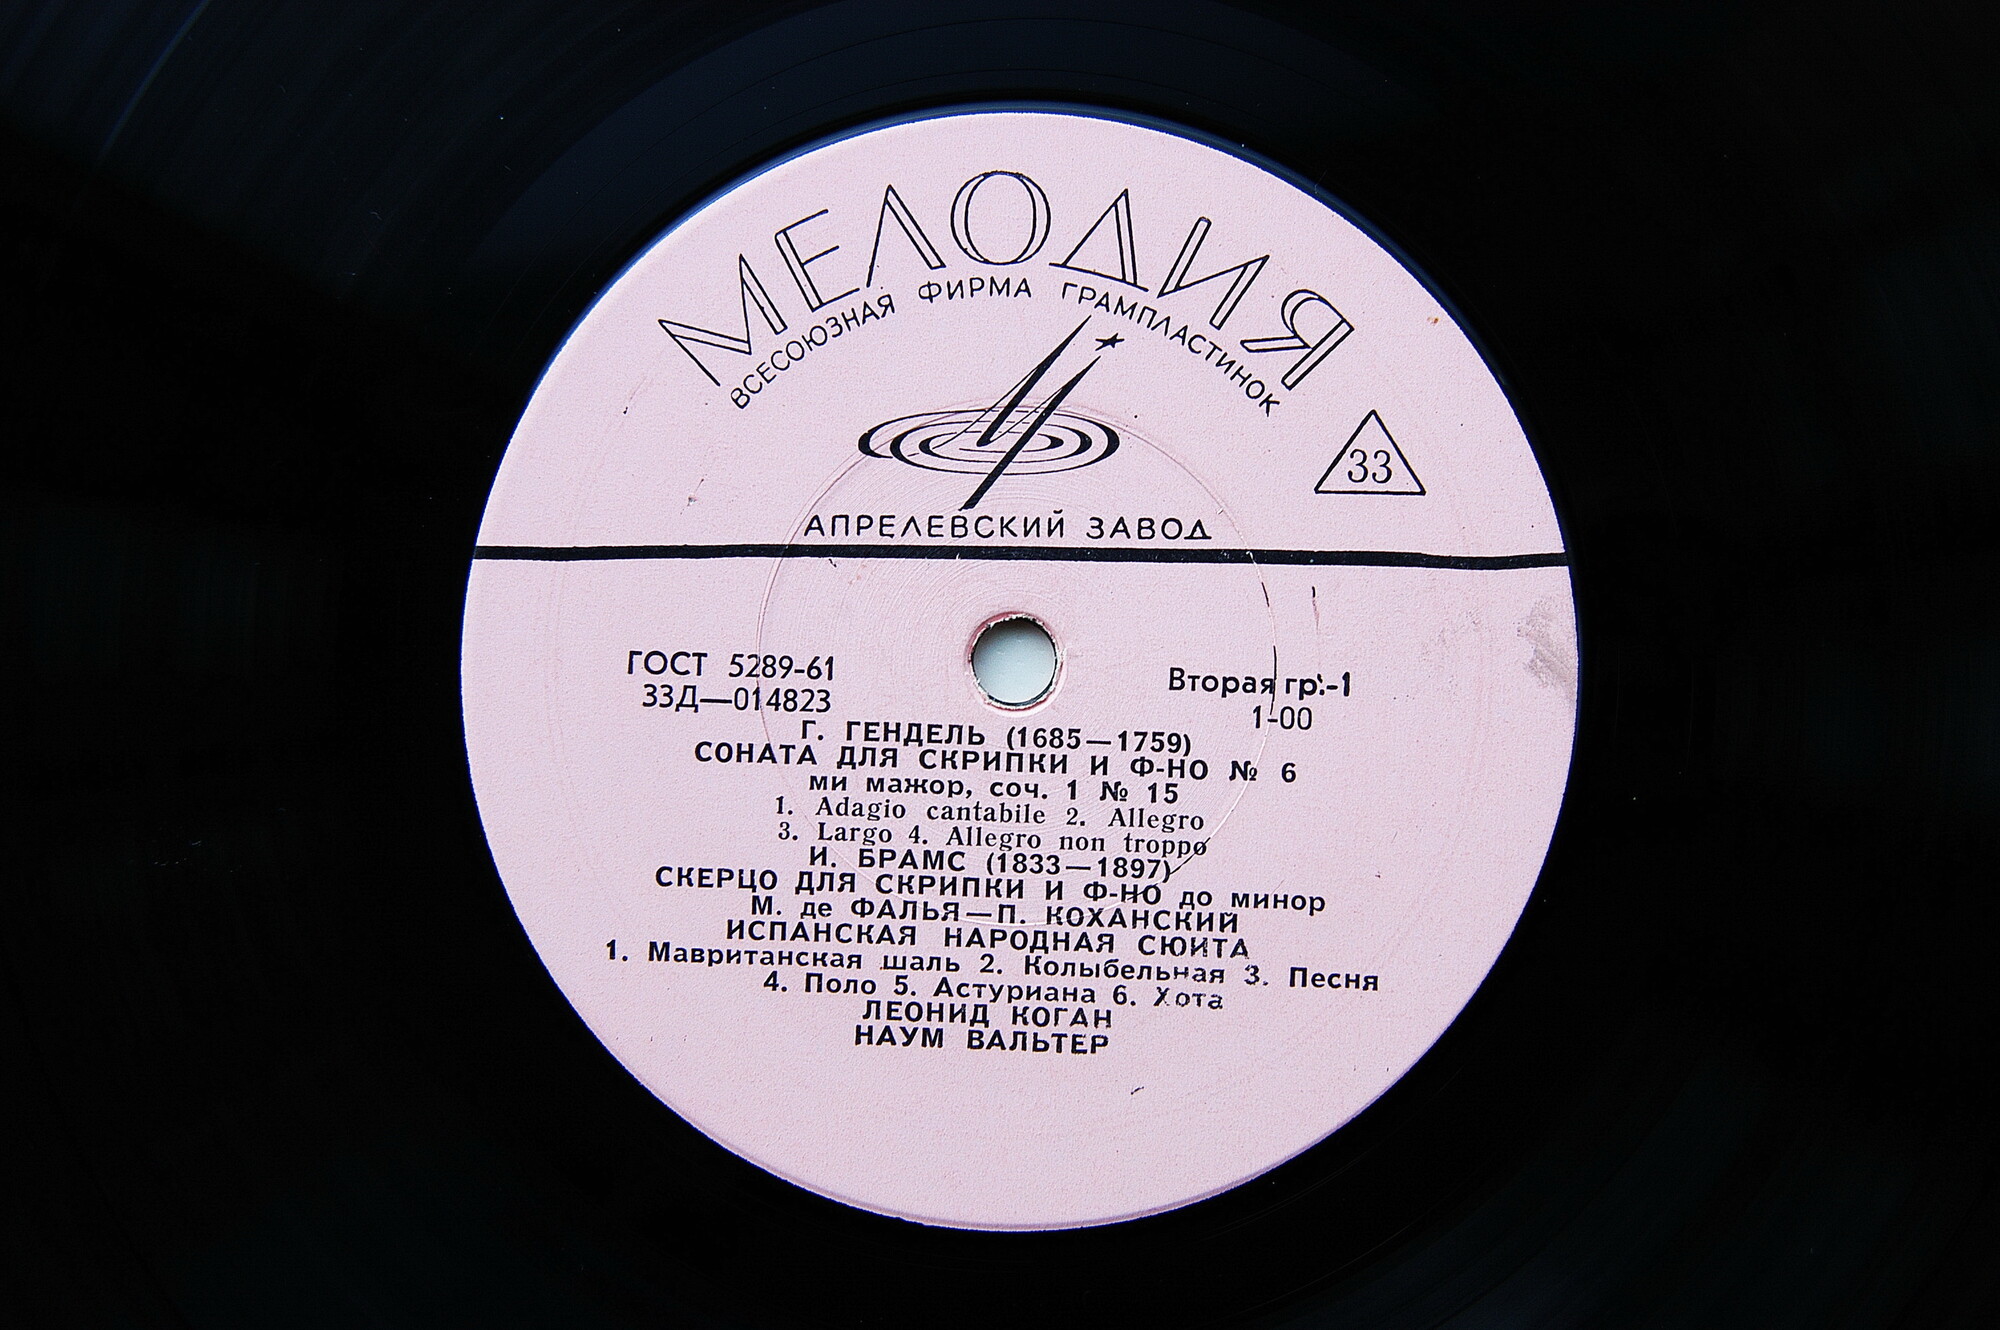 МЕЛОДИЯ
ВСЕСОЮЗНАЯ ФИРМА ГРАМПЛАСТИНОК
33
АПРЕЛЕВСКИЙ ЗАВОД
ГОСТ 5289-61
33Д—014823
Вторая гр.-1
1-00
Г. ГЕНДЕЛЬ (1685—1759)
СОНАТА ДЛЯ СКРИПКИ И Ф-НО № 6
ми мажор, соч. 1 № 15
1. Adagio cantabile 2. Allegro
3. Largo 4. Allegro non troppo
И. БРАМС (1833—1897)
СКЕРЦО ДЛЯ СКРИПКИ И Ф-НО до минор
М. де ФАЛЬЯ—П. КОХАНСКИЙ
ИСПАНСКАЯ НАРОДНАЯ СЮИТА
1. Мавританская шаль 2. Колыбельная 3. Песня
4. Поло 5. Астуриана 6. Хота
ЛЕОНИД КОГАН
НАУМ ВАЛЬТЕР